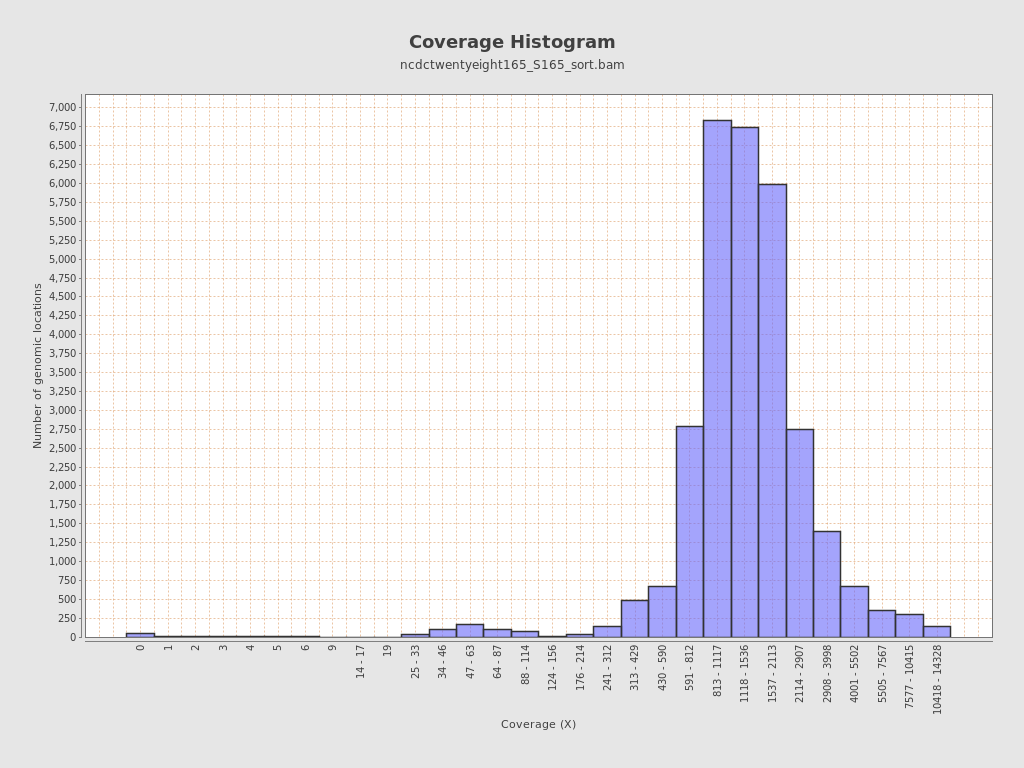 Coverage Histogram
ncdctwentyeight165_S165_sort.bam
Number of genomic locations
7,000
6,750
6,500
6,250
6,000
5,750
5,500
5,250
5,000
4,750
4,500
4,250
4,000
3,750
3,500
3,250
3,000
2,750
2,500
2,250
2,000
1,750
1,500
1,250
1,000
750
500
250
0
0
1
2
3
4
5
6
9
14 - 17
19
25 - 33
34 - 46
47 - 63
64 - 87
88 - 114
124 - 156
176 - 214
241 - 312
313 - 429
430 - 590
591 - 812
813 - 1117
1118 - 1536
1537 - 2113
2114 - 2907
2908 - 3998
4001 - 5502
5505 - 7567
7577 - 10415
10418 - 14328
Coverage (X)